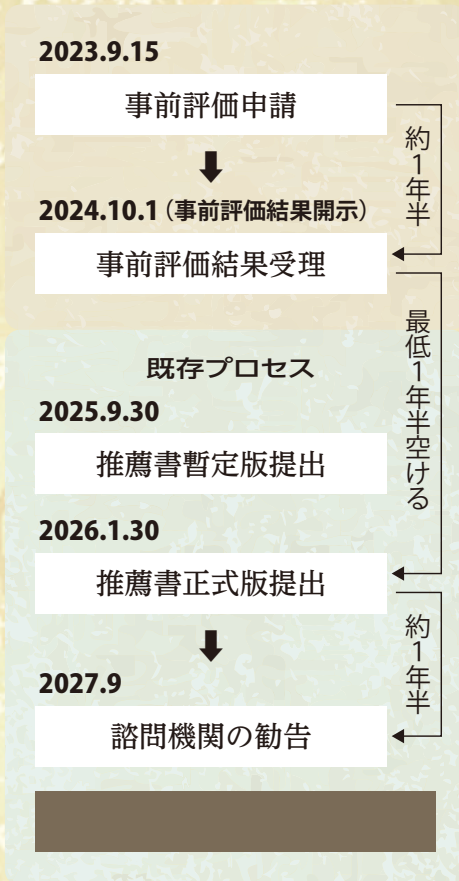 2023.9.15
事前評価申請
約1年半
2024.10.1（事前評価結果開示）
事前評価結果受理
最低1年半空ける
既存プロセス
2025.9.30
推薦書暫定版提出
2026.1.30
推薦書正式版提出
約1年半
2027.9
諮問機関の勧告